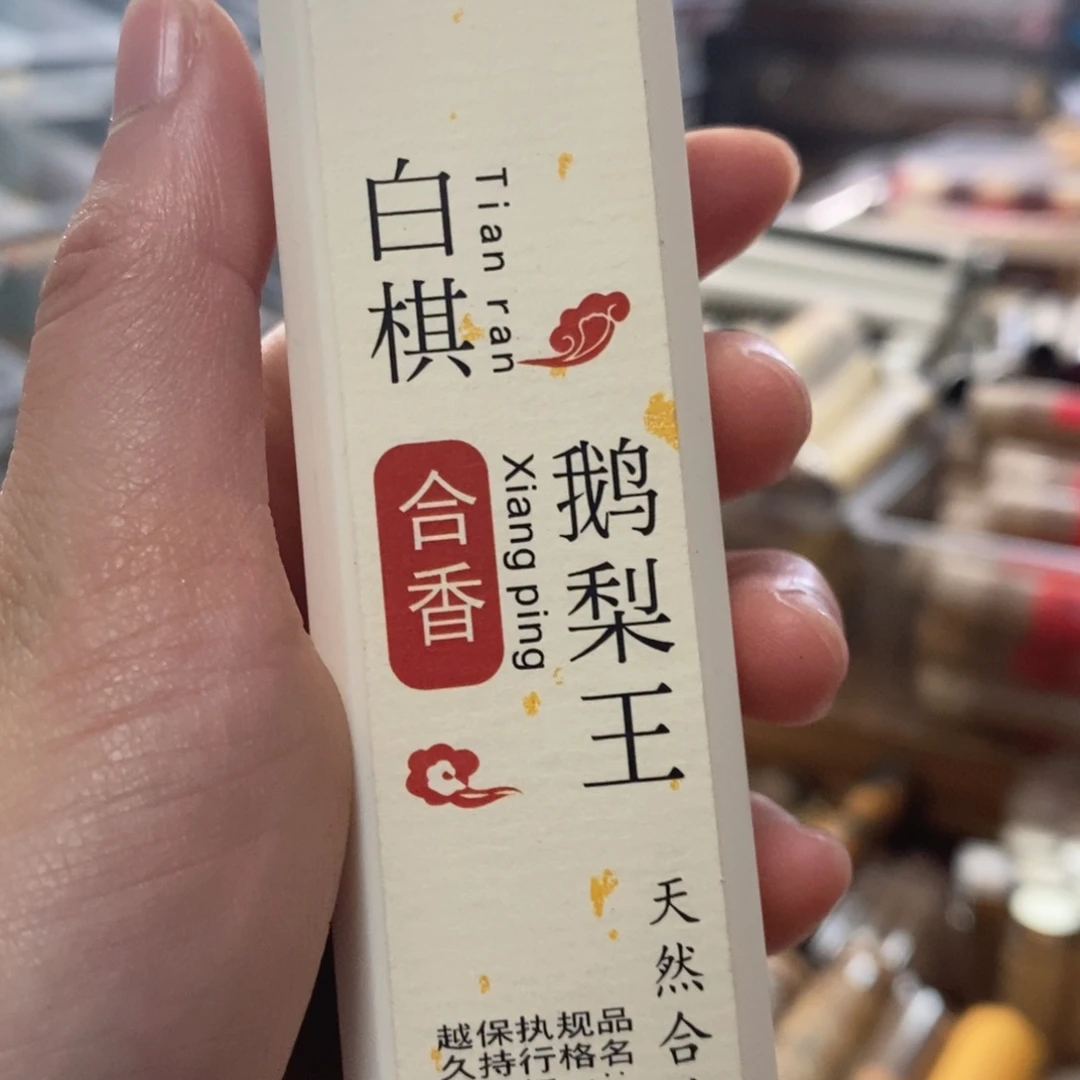 白棋
Tian ran
合香
Xiang ping
鹅梨王
天然合
品名
规格
执行
保持
越久